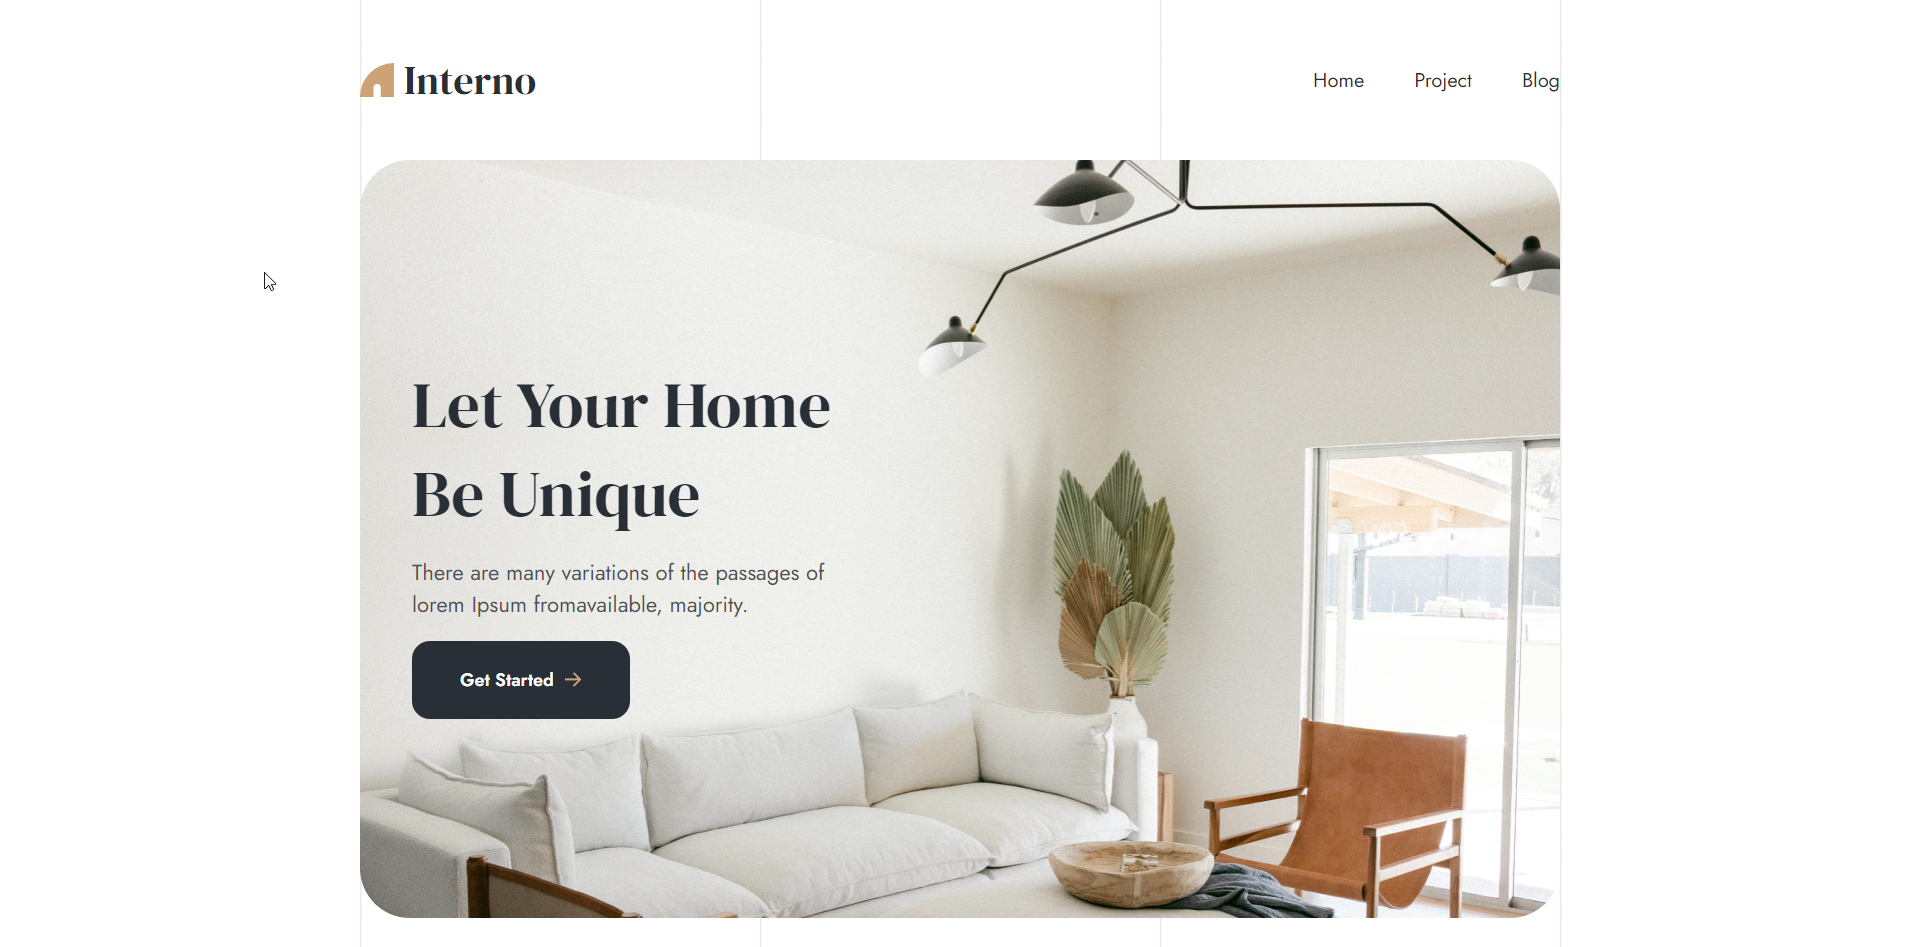 Interno
Home
Project
Blog
Let Your Home
Be Unique
There are many variations of the passages of
lorem Ipsum fromavailable, majority.
Get Started